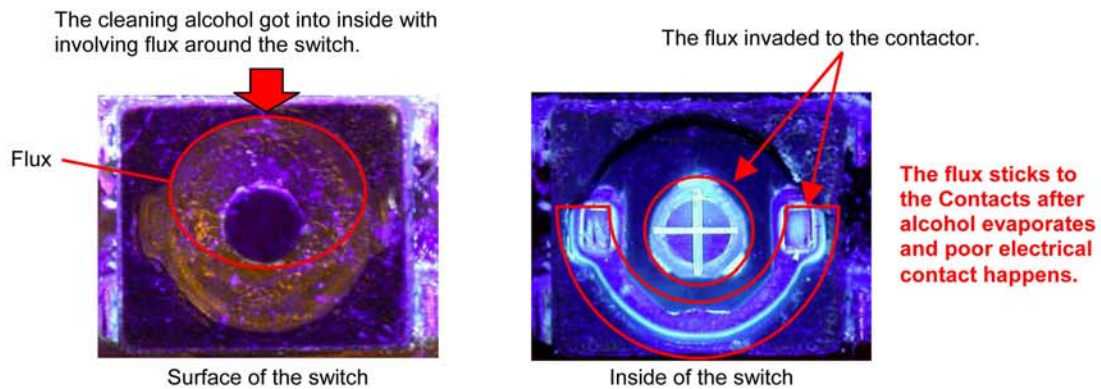 The cleaning alcohol got into inside with
involving flux around the switch.
The flux invaded to the contactor.
Flux
The flux sticks to
the Contacts after
alcohol evaporates
and poor electrical
contact happens.
Surface of the switch
Inside of the switch